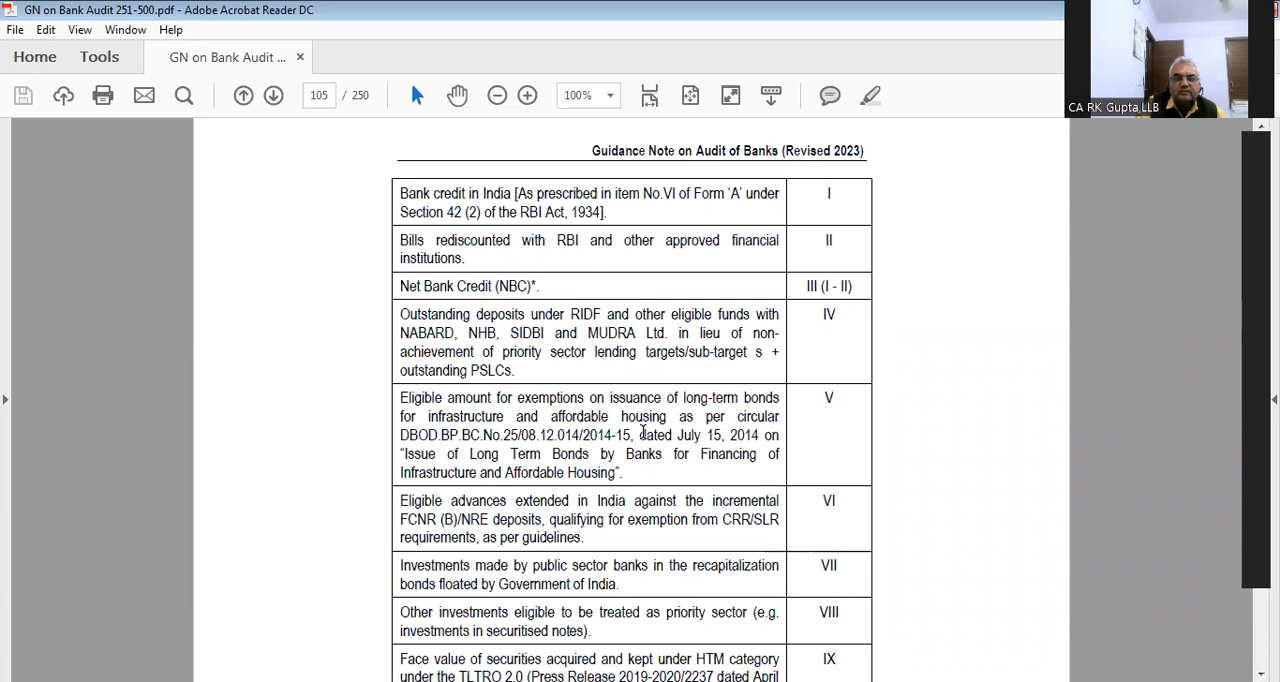 GN on Bank Audit 251-500.pdf - Adobe Acrobat Reader DC
File Edit View Window Help
Home Tools GN on Bank Audit ... ×
105 / 250 100%
CA RK Gupta,LLB
Guidance Note on Audit of Banks (Revised 2023)
Bank credit in India [As prescribed in item No.VI of Form ‘A’ under I
Section 42 (2) of the RBI Act, 1934].
Bills rediscounted with RBI and other approved financial II
institutions.
Net Bank Credit (NBC)*. III (I - II)
Outstanding deposits under RIDF and other eligible funds with IV
NABARD, NHB, SIDBI and MUDRA Ltd. in lieu of non-
achievement of priority sector lending targets/sub-target s +
outstanding PSLCs.
Eligible amount for exemptions on issuance of long-term bonds V
for infrastructure and affordable housing as per circular
DBOD.BP.BC.No.25/08.12.014/2014-15, dated July 15, 2014 on
“Issue of Long Term Bonds by Banks for Financing of
Infrastructure and Affordable Housing”.
Eligible advances extended in India against the incremental VI
FCNR (B)/NRE deposits, qualifying for exemption from CRR/SLR
requirements, as per guidelines.
Investments made by public sector banks in the recapitalization VII
bonds floated by Government of India.
Other investments eligible to be treated as priority sector (e.g. VIII
investments in securitised notes).
Face value of securities acquired and kept under HTM category IX
under the TLTRO 2.0 (Press Release 2019-2020/2237 dated April